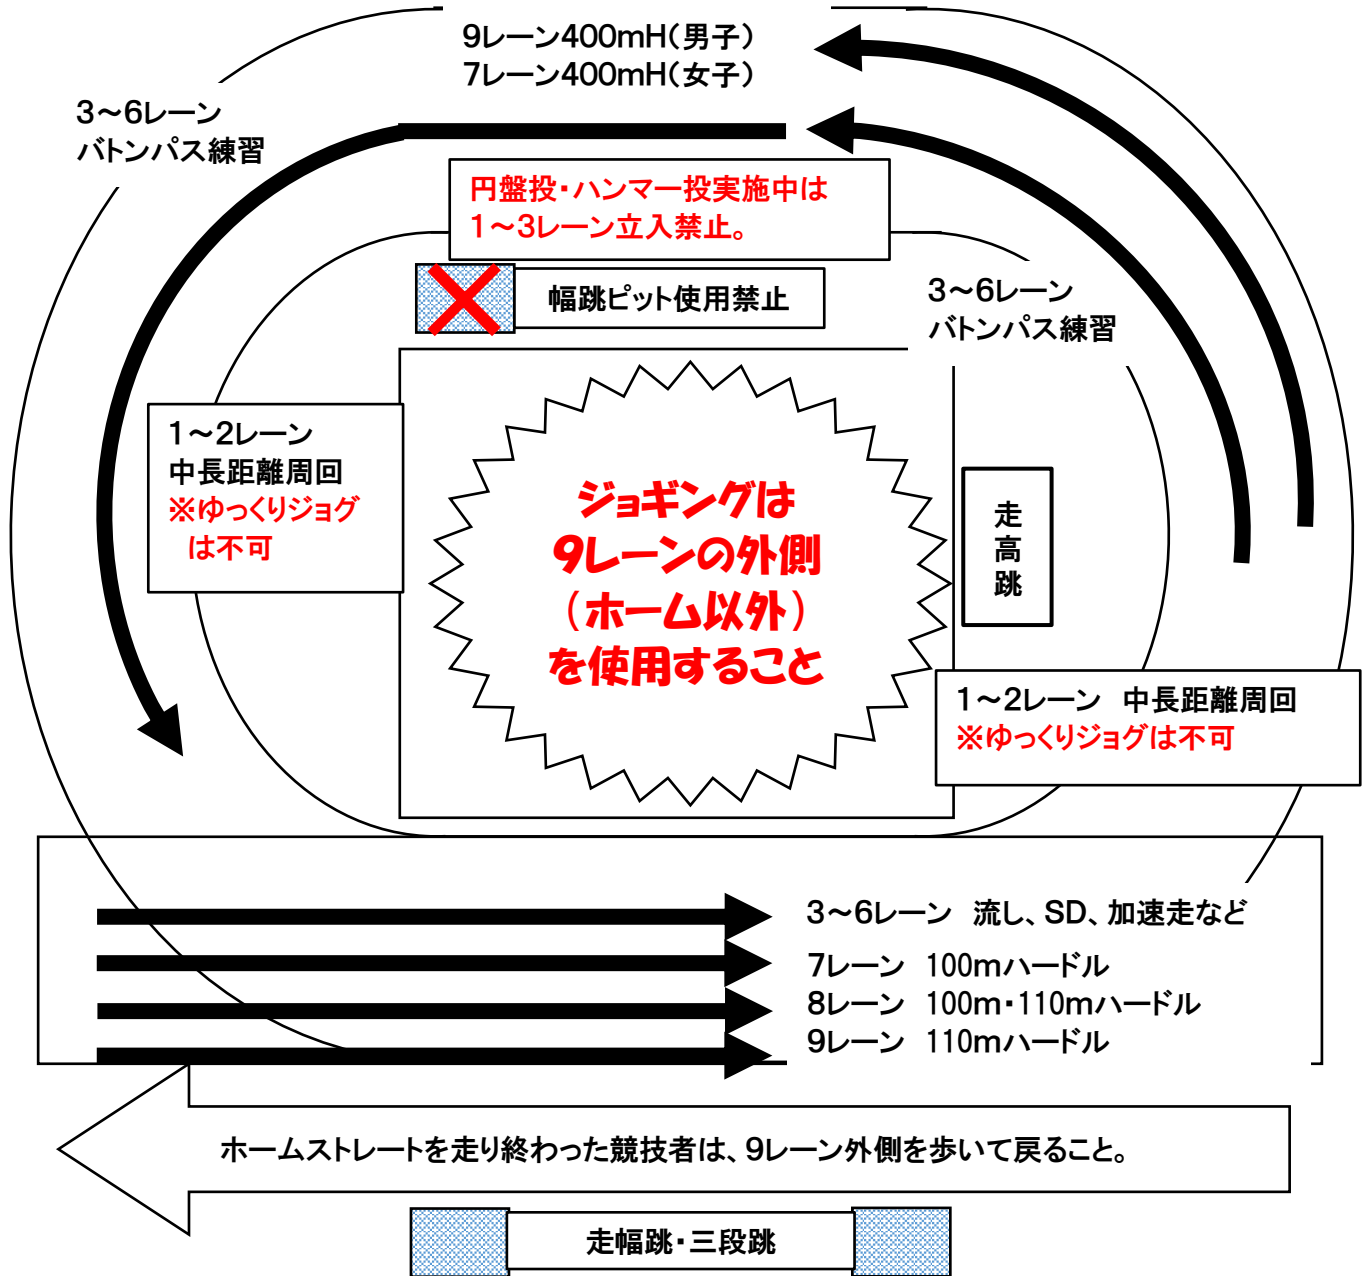 9レーン400mH(男子)
7レーン400mH(女子)
3~6レーン
バトンパス練習
円盤投・ハンマー投実施中は
1~3レーン立入禁止。
幅跳ピット使用禁止
3~6レーン
バトンパス練習
1~2レーン
中長距離周回
※ゆっくりジョグ
は不可
ジョギングは
9レーンの外側
(ホーム以外)
を使用すること
走
高
跳
1~2レーン 中長距離周回
※ゆっくりジョグは不可
3~6レーン 流し、SD、加速走など
7レーン 100mハードル
8レーン 100m・110mハードル
9レーン 110mハードル
ホームストレートを走り終わった競技者は、9レーン外側を歩いて戻ること。
走幅跳・三段跳